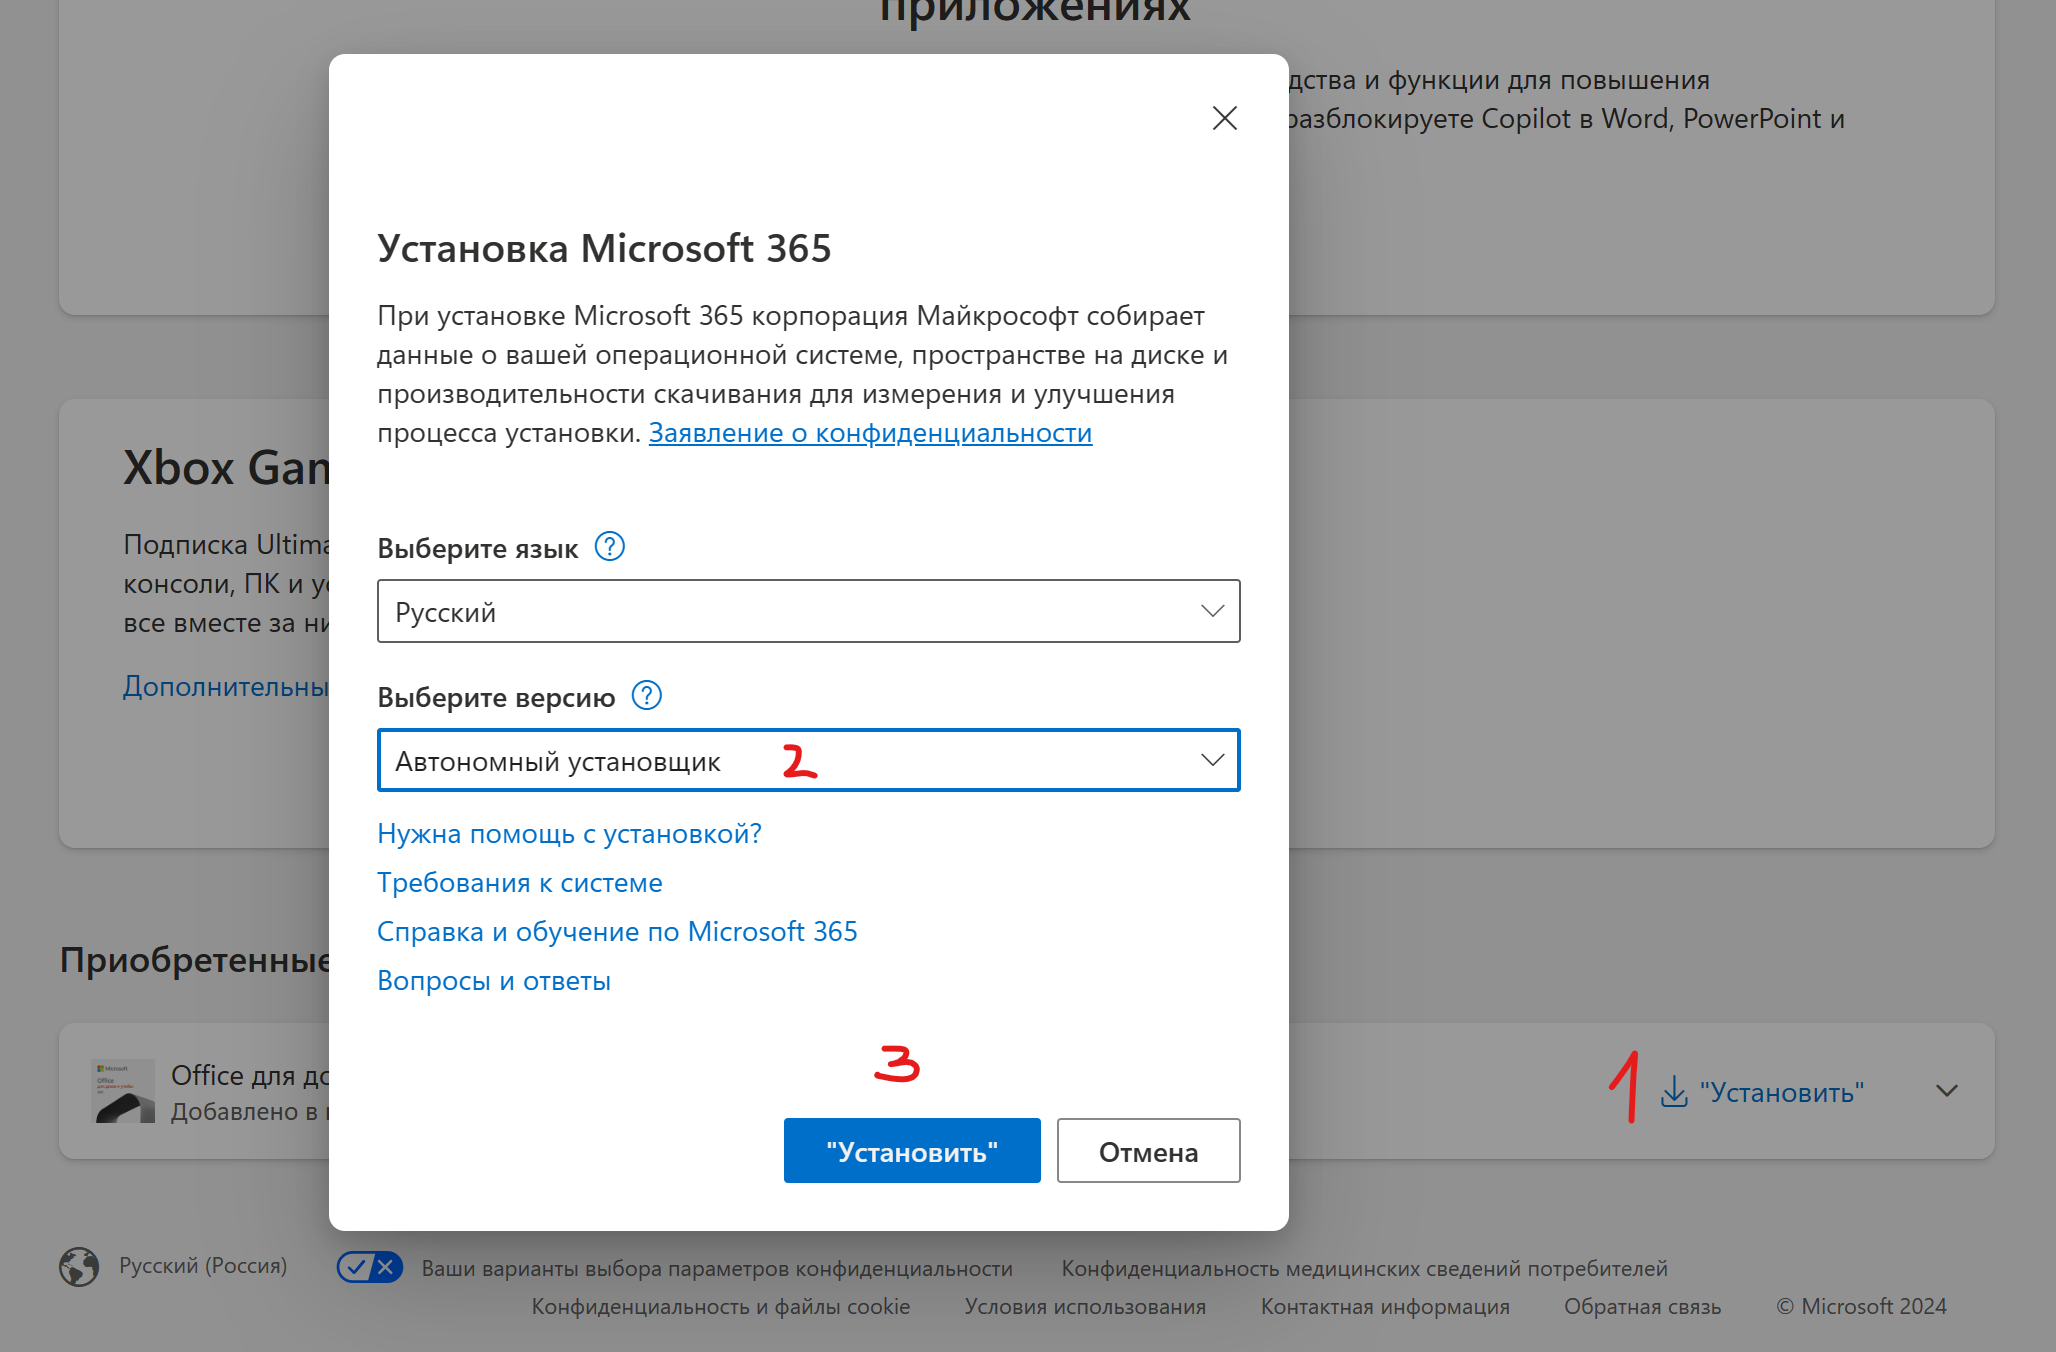 приложениях
дства и функции для повышения
разблокируете Copilot в Word, PowerPoint и
Установка Microsoft 365
При установке Microsoft 365 корпорация Майкрософт собирает
данные о вашей операционной системе, пространстве на диске и
производительности скачивания для измерения и улучшения
процесса установки. Заявление о конфиденциальности
Xbox Gam
Подписка Ultima
консоли, ПК и ус
все вместе за ни
Дополнительны
Выберите язык ?
Русский
Выберите версию ?
Автономный установщик 2
Нужна помощь с установкой?
Требования к системе
Справка и обучение по Microsoft 365
Вопросы и ответы
3
"Установить" Отмена
Приобретенные
Microsoft
Office
Office для до
Добавлено в
1 "Установить"
Русский (Россия)
Ваши варианты выбора параметров конфиденциальности
Конфиденциальность медицинских сведений потребителей
Конфиденциальность и файлы cookie
Условия использования
Контактная информация
Обратная связь
© Microsoft 2024